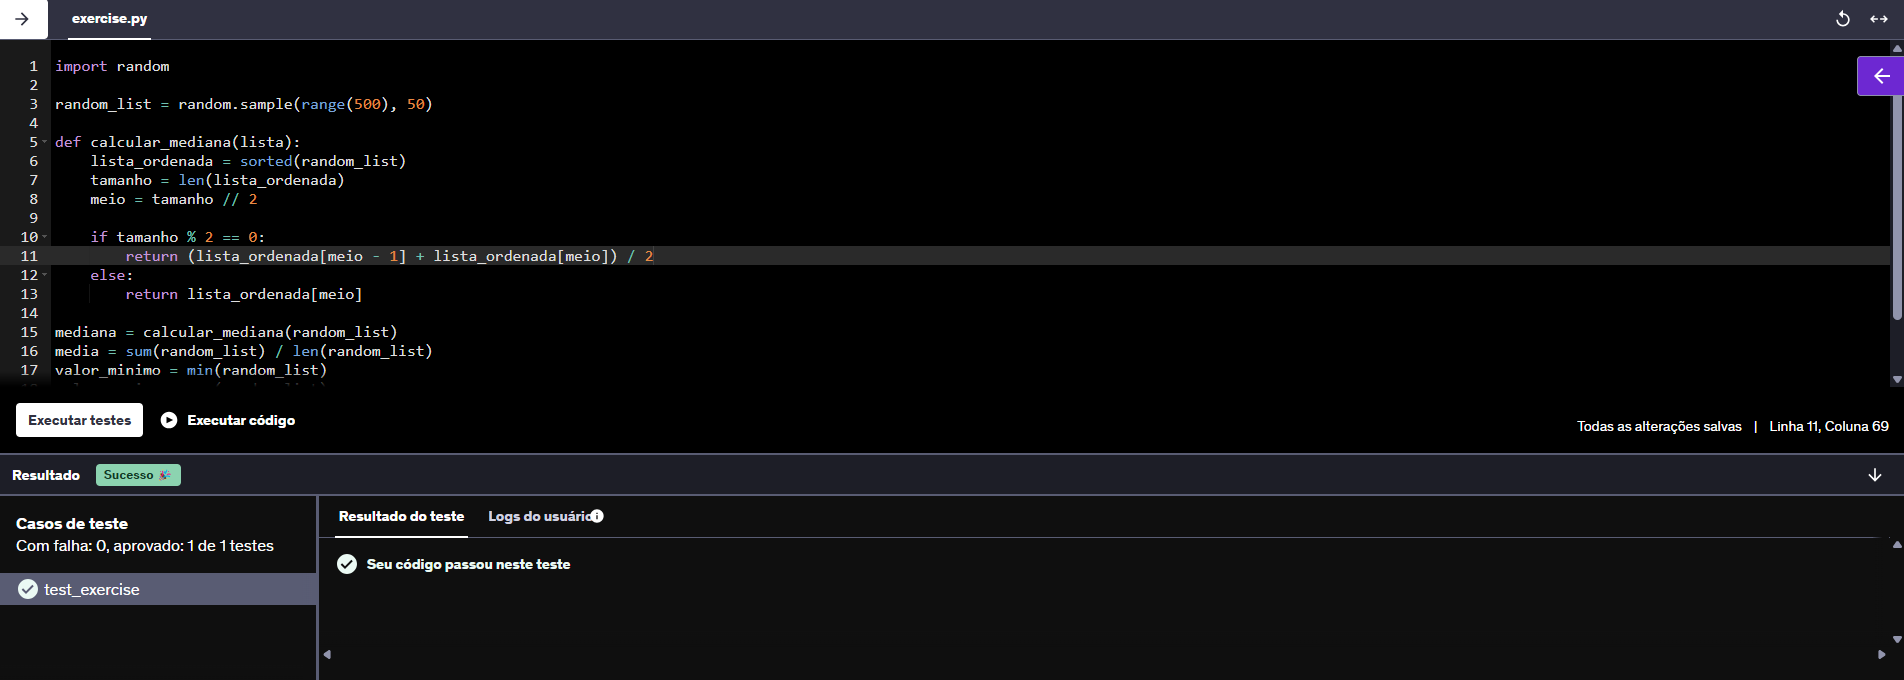 exercise.py
1 import random
2
3 random_list = random.sample(range(500), 50)
4
5 def calcular_mediana(lista):
6     lista_ordenada = sorted(random_list)
7     tamanho = len(lista_ordenada)
8     meio = tamanho // 2
9
10     if tamanho % 2 == 0:
11         return (lista_ordenada[meio - 1] + lista_ordenada[meio]) / 2
12     else:
13         return lista_ordenada[meio]
14
15 mediana = calcular_mediana(random_list)
16 media = sum(random_list) / len(random_list)
17 valor_minimo = min(random_list)
Executar testes Executar código Todas as alterações salvas | Linha 11, Coluna 69
Resultado Sucesso 🎉
Casos de teste
Com falha: 0, aprovado: 1 de 1 testes
test_exercise
Resultado do teste Logs do usuário
Seu código passou neste teste